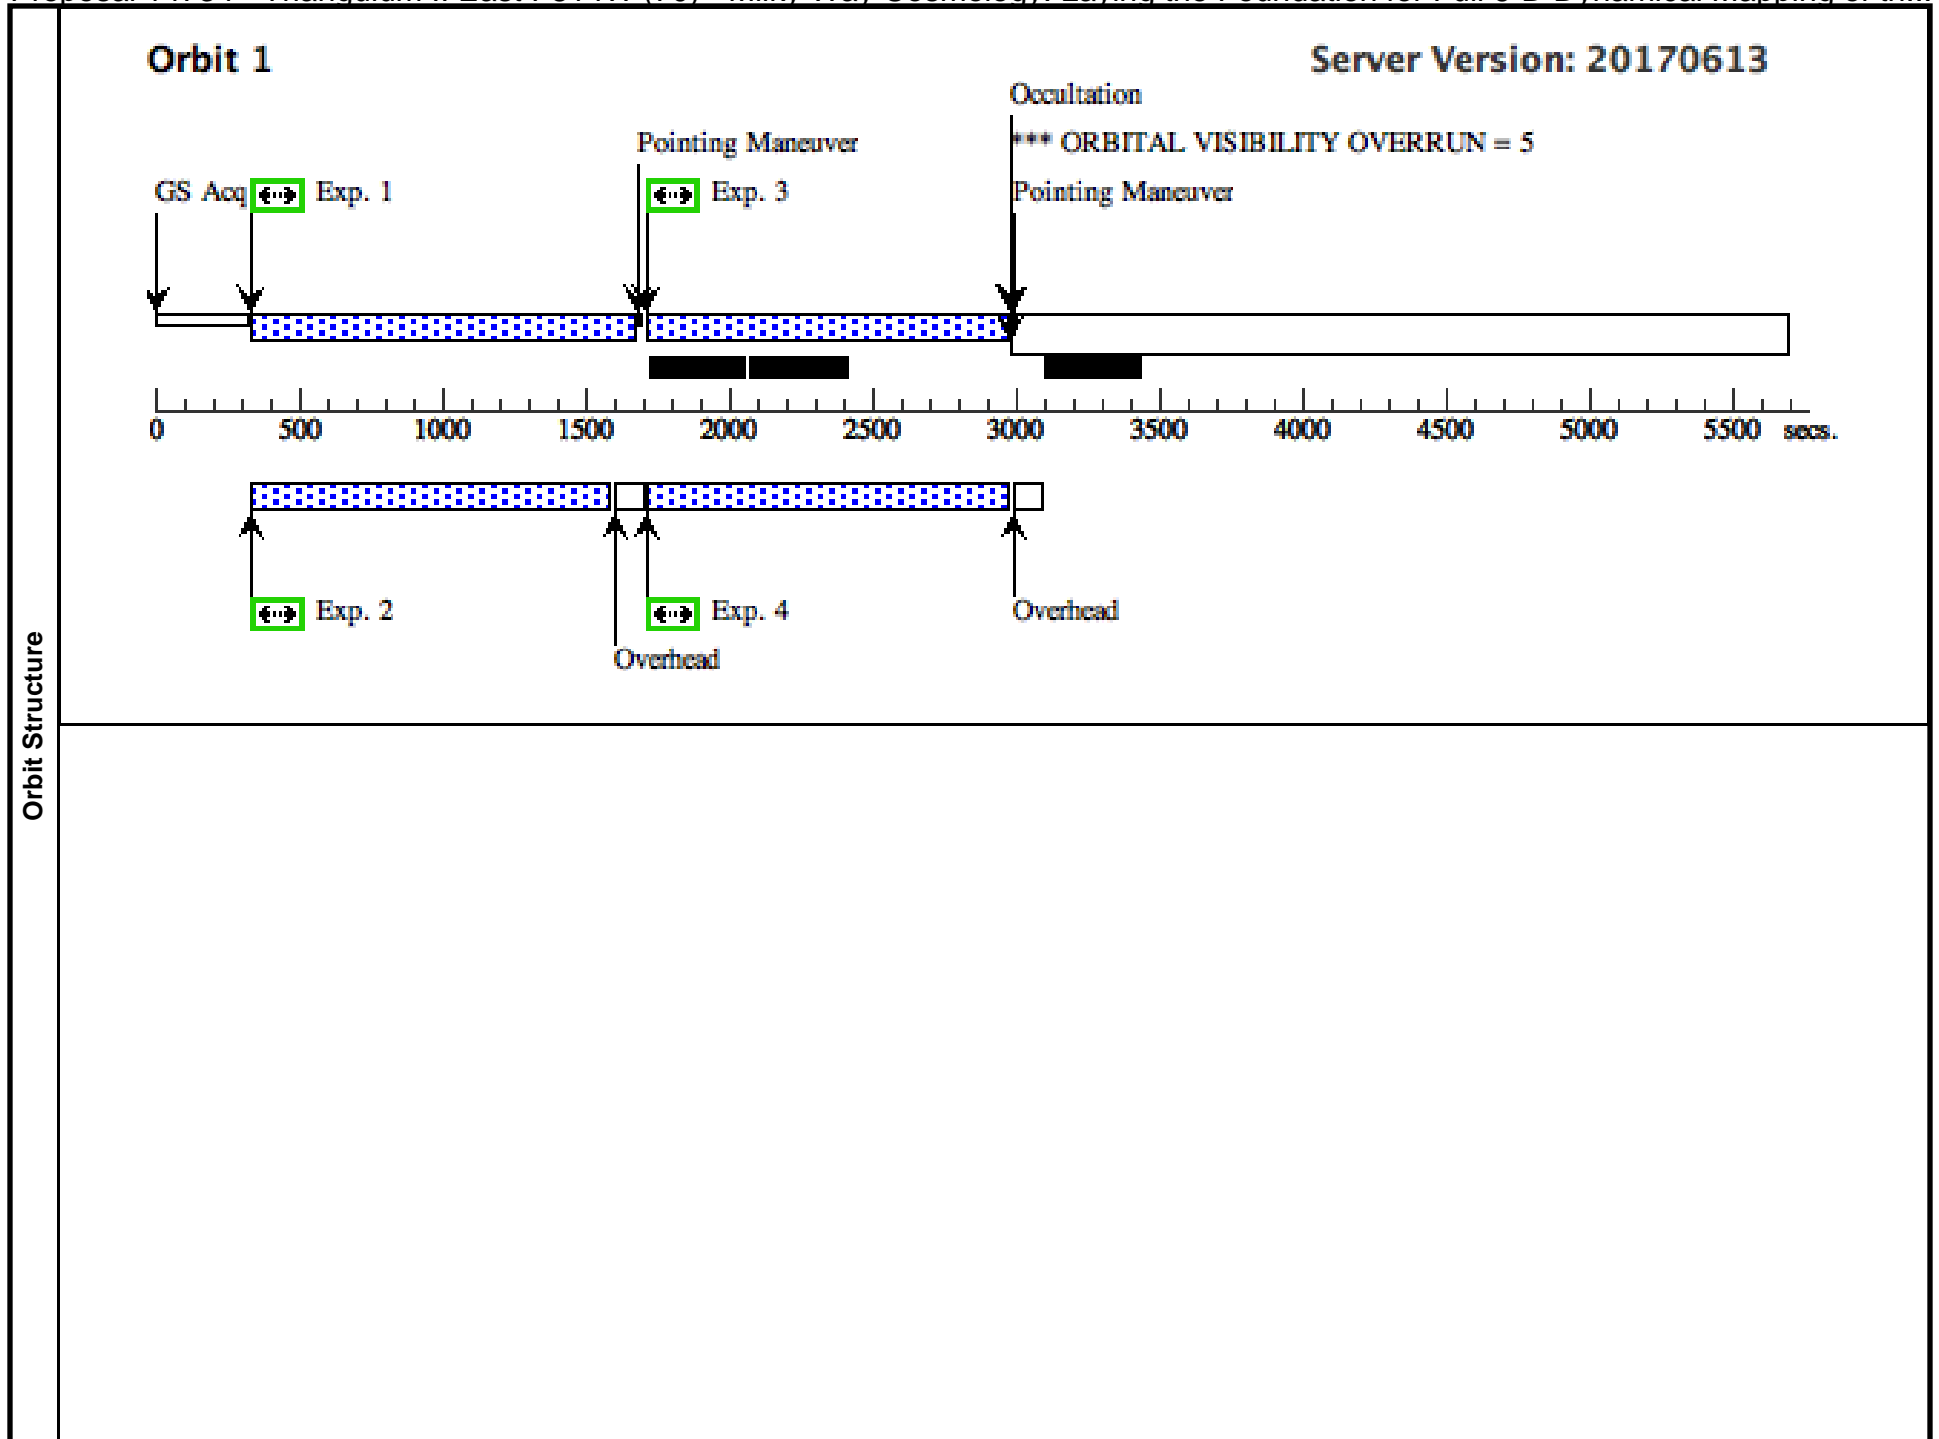 Orbit 1
Server Version: 20170613
Occultation
Pointing Maneuver
*** ORBITAL VISIBILITY OVERRUN = 5
GS Acq
Exp. 1
Exp. 3
Pointing Maneuver
0 500 1000 1500 2000 2500 3000 3500 4000 4500 5000 5500 secs.
Exp. 2
Exp. 4
Overhead
Overhead
Orbit Structure